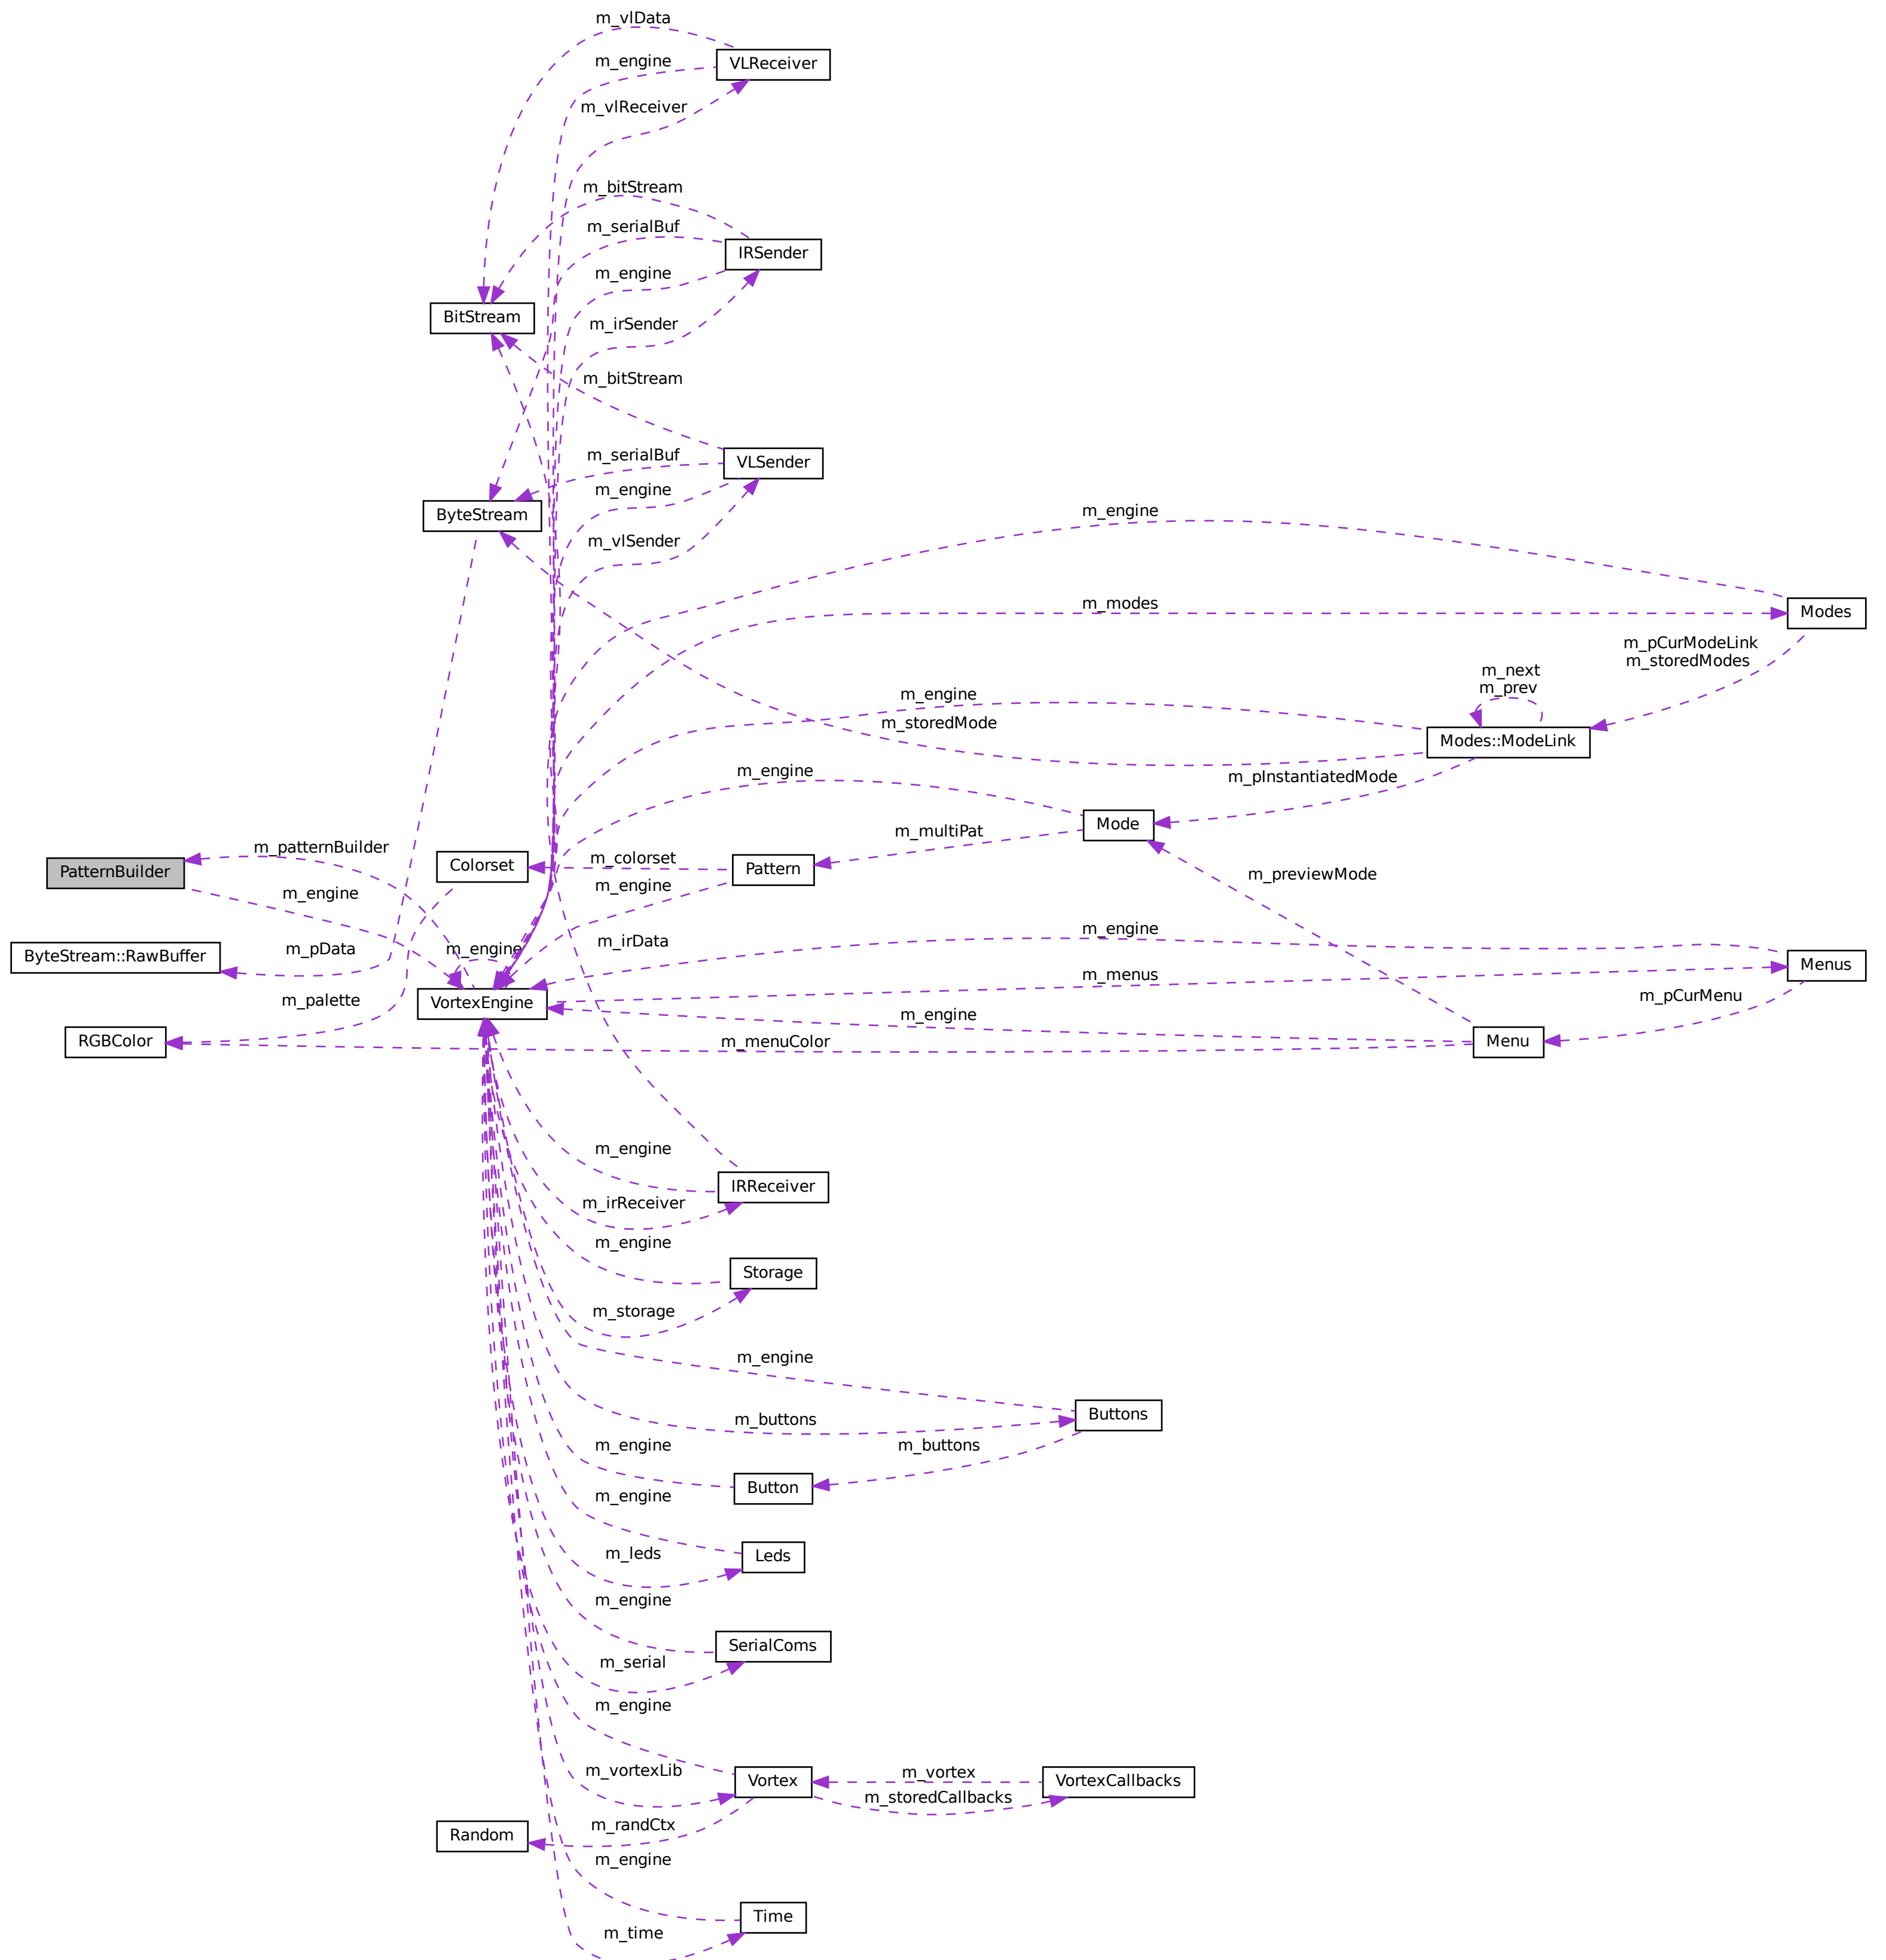 m_vlData
VLReceiver
m_engine
m_vlReceiver
m_bitStream
m_serialBuf
IRSender
m_engine
BitStream
m_irSender
m_bitStream
m_serialBuf
VLSender
m_engine
ByteStream
m_engine
m_vlSender
m_modes
Modes
m_pCurModeLink
m_storedModes
m_next
m_prev
m_engine
m_storedMode
Modes::ModeLink
m_engine
m_pInstantiatedMode
Mode
m_multiPat
m_patternBuilder
m_colorset
Colorset
Pattern
PatternBuilder
m_previewMode
m_engine
m_engine
m_engine
m_irData
m_engine
m_pData
ByteStream::RawBuffer
Menus
m_menus
m_palette
VortexEngine
m_pCurMenu
m_engine
RGBColor
m_menuColor
Menu
m_engine
IRReceiver
m_irReceiver
m_engine
Storage
m_storage
m_engine
Buttons
m_buttons
m_engine
m_buttons
Button
m_engine
m_leds
Leds
m_engine
SerialComs
m_serial
m_engine
m_vortexLib
Vortex
m_vortex
VortexCallbacks
m_storedCallbacks
m_randCtx
Random
m_engine
Time
m_time